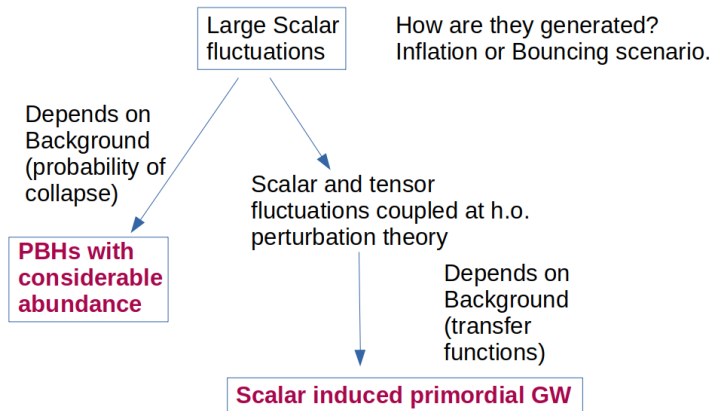 Large Scalar
fluctuations
How are they generated?
Inflation or Bouncing scenario.
Depends on
Background
(probability of
collapse)
Scalar and tensor
fluctuations coupled at h.o.
perturbation theory
PBHs with
considerable
abundance
Depends on
Background
(transfer
functions)
Scalar induced primordial GW